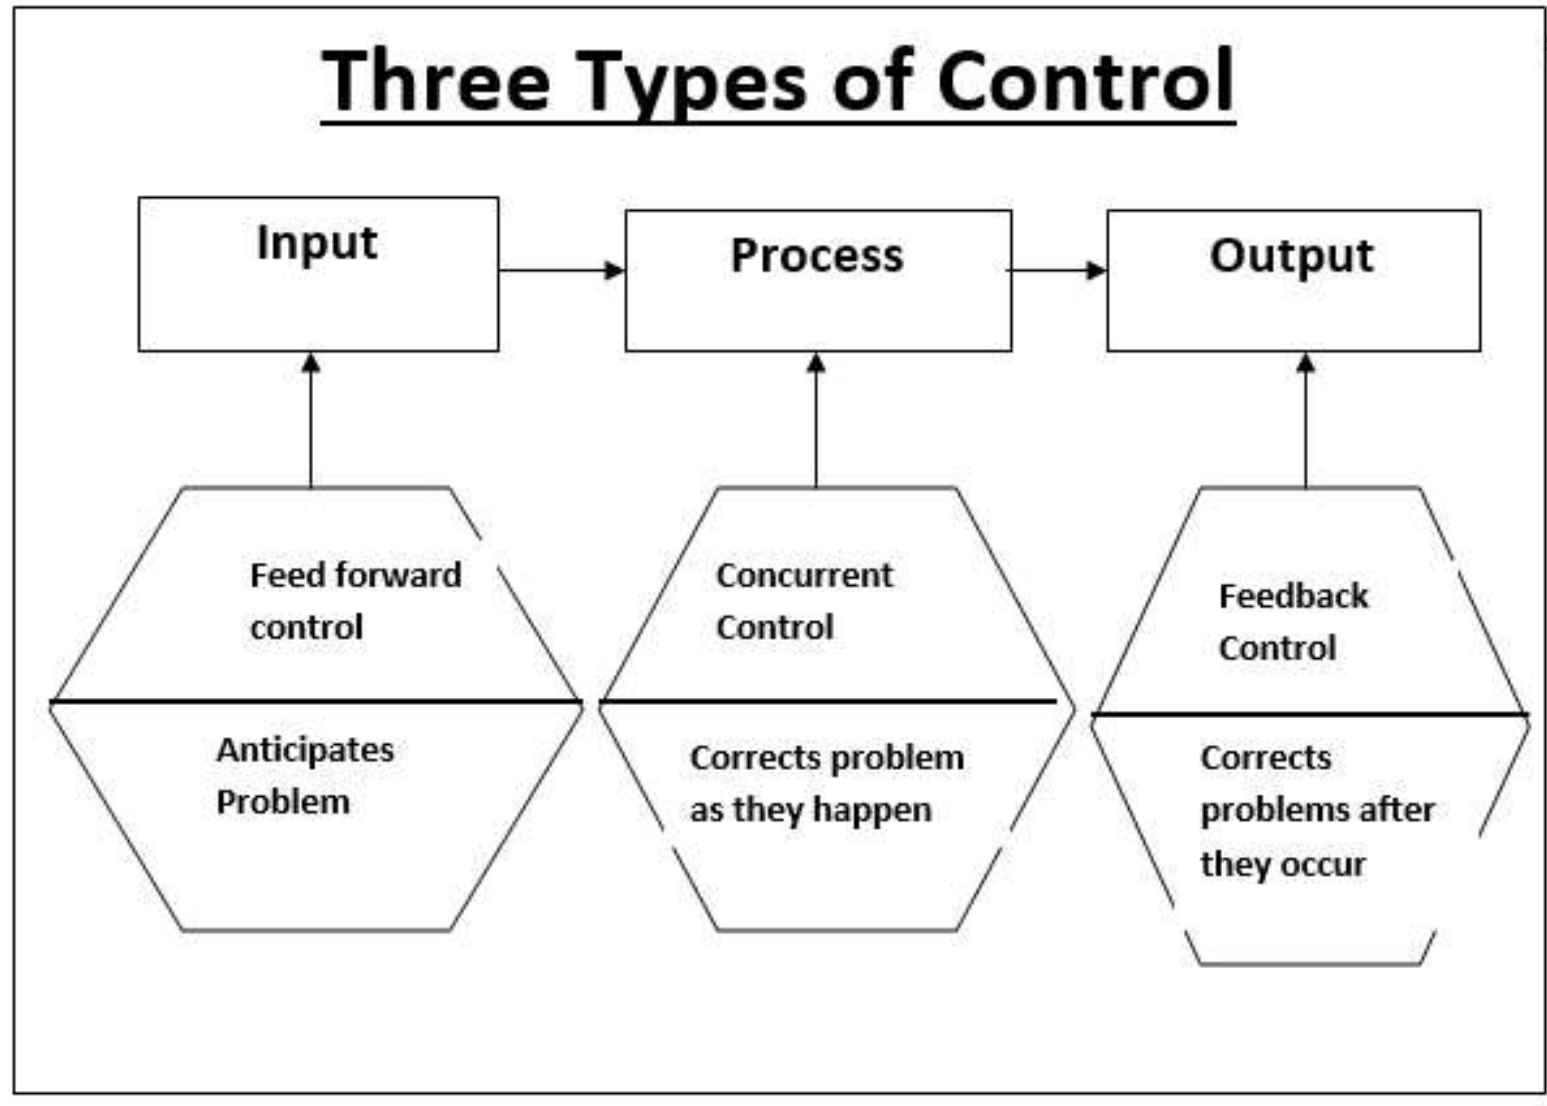 Three Types of Control
Input
Process
Output
Feed forward
control
Concurrent
Control
Feedback
Control
Anticipates
Problem
Corrects problem
as they happen
Corrects
problems after
they occur